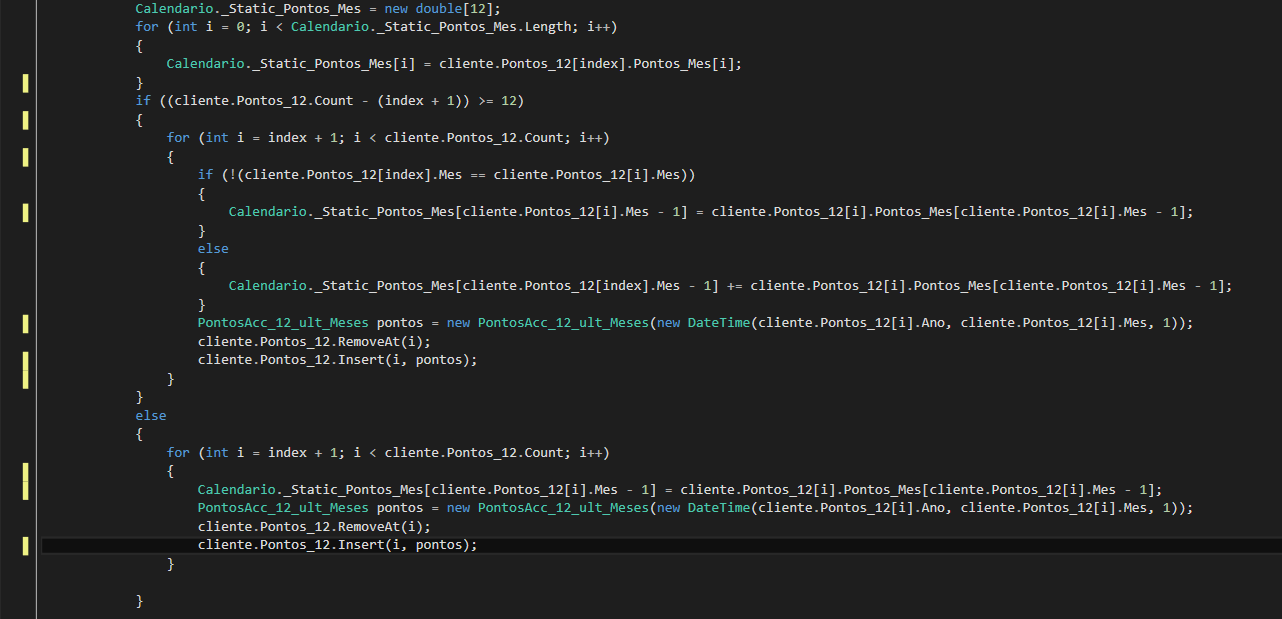 Calendario._Static_Pontos_Mes = new double[12];
for (int i = 0; i < Calendario._Static_Pontos_Mes.Length; i++)
{
Calendario._Static_Pontos_Mes[i] = cliente.Pontos_12[index].Pontos_Mes[i];
}
if ((cliente.Pontos_12.Count - (index + 1)) >= 12)
{
for (int i = index + 1; i < cliente.Pontos_12.Count; i++)
{
if (!(cliente.Pontos_12[index].Mes == cliente.Pontos_12[i].Mes))
{
Calendario._Static_Pontos_Mes[cliente.Pontos_12[i].Mes - 1] = cliente.Pontos_12[i].Pontos_Mes[cliente.Pontos_12[i].Mes - 1];
}
else
{
Calendario._Static_Pontos_Mes[cliente.Pontos_12[index].Mes - 1] += cliente.Pontos_12[i].Pontos_Mes[cliente.Pontos_12[i].Mes - 1];
}
PontosAcc_12_ult_Meses pontos = new PontosAcc_12_ult_Meses(new DateTime(cliente.Pontos_12[i].Ano, cliente.Pontos_12[i].Mes, 1));
cliente.Pontos_12.RemoveAt(i);
cliente.Pontos_12.Insert(i, pontos);
}
}
else
{
for (int i = index + 1; i < cliente.Pontos_12.Count; i++)
{
Calendario._Static_Pontos_Mes[cliente.Pontos_12[i].Mes - 1] = cliente.Pontos_12[i].Pontos_Mes[cliente.Pontos_12[i].Mes - 1];
PontosAcc_12_ult_Meses pontos = new PontosAcc_12_ult_Meses(new DateTime(cliente.Pontos_12[i].Ano, cliente.Pontos_12[i].Mes, 1));
cliente.Pontos_12.RemoveAt(i);
cliente.Pontos_12.Insert(i, pontos);
}
}